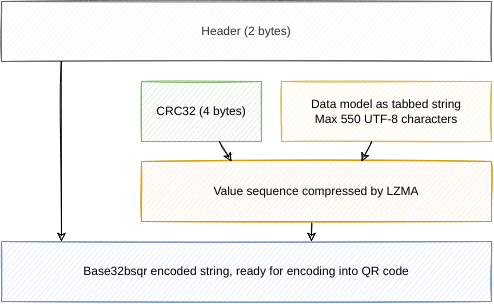 Header (2 bytes)
CRC32 (4 bytes)
Data model as tabbed string
Max 550 UTF-8 characters
Value sequence compressed by LZMA
Base32bsqr encoded string, ready for encoding into QR code